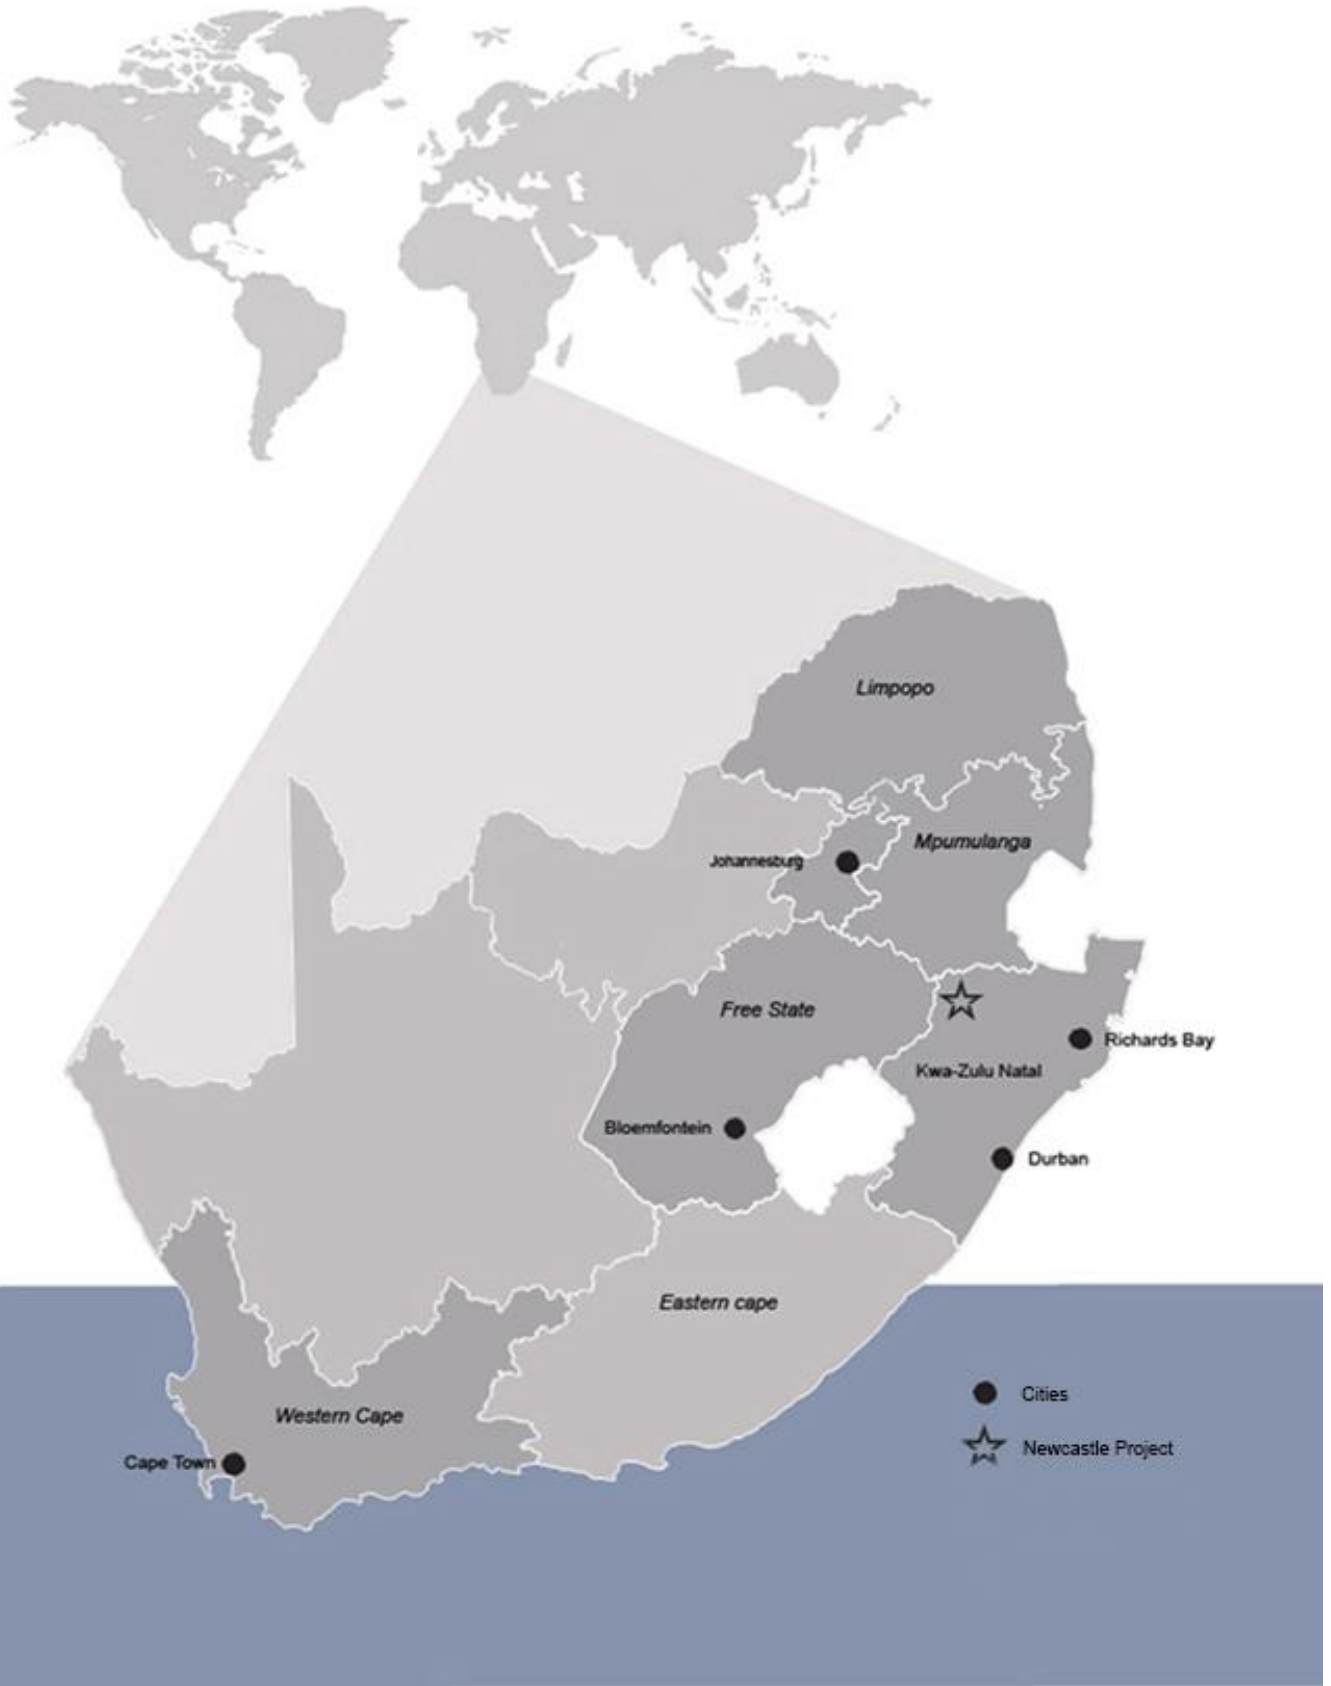 Limpopo
Mpumulanga
Johannesburg
Free State
Richards Bay
Kwa-Zulu Natal
Bloemfontein
Durban
Eastern cape
Cities
Western Cape
Newcastle Project
Cape Town